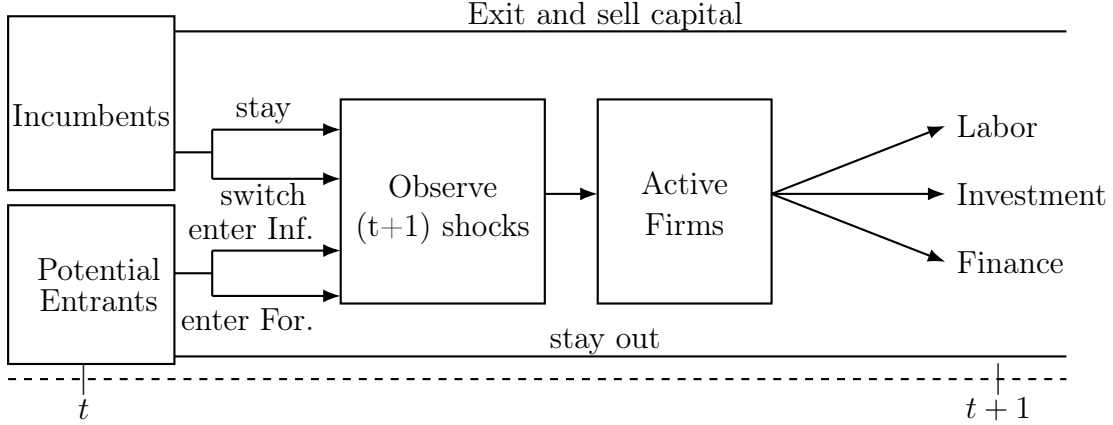 Exit and sell capital
Incumbents
stay
switch
enter Inf.
Potential
Entrants
enter For.
Observe
(t+1) shocks
Active
Firms
Labor
Investment
Finance
stay out
t
t + 1